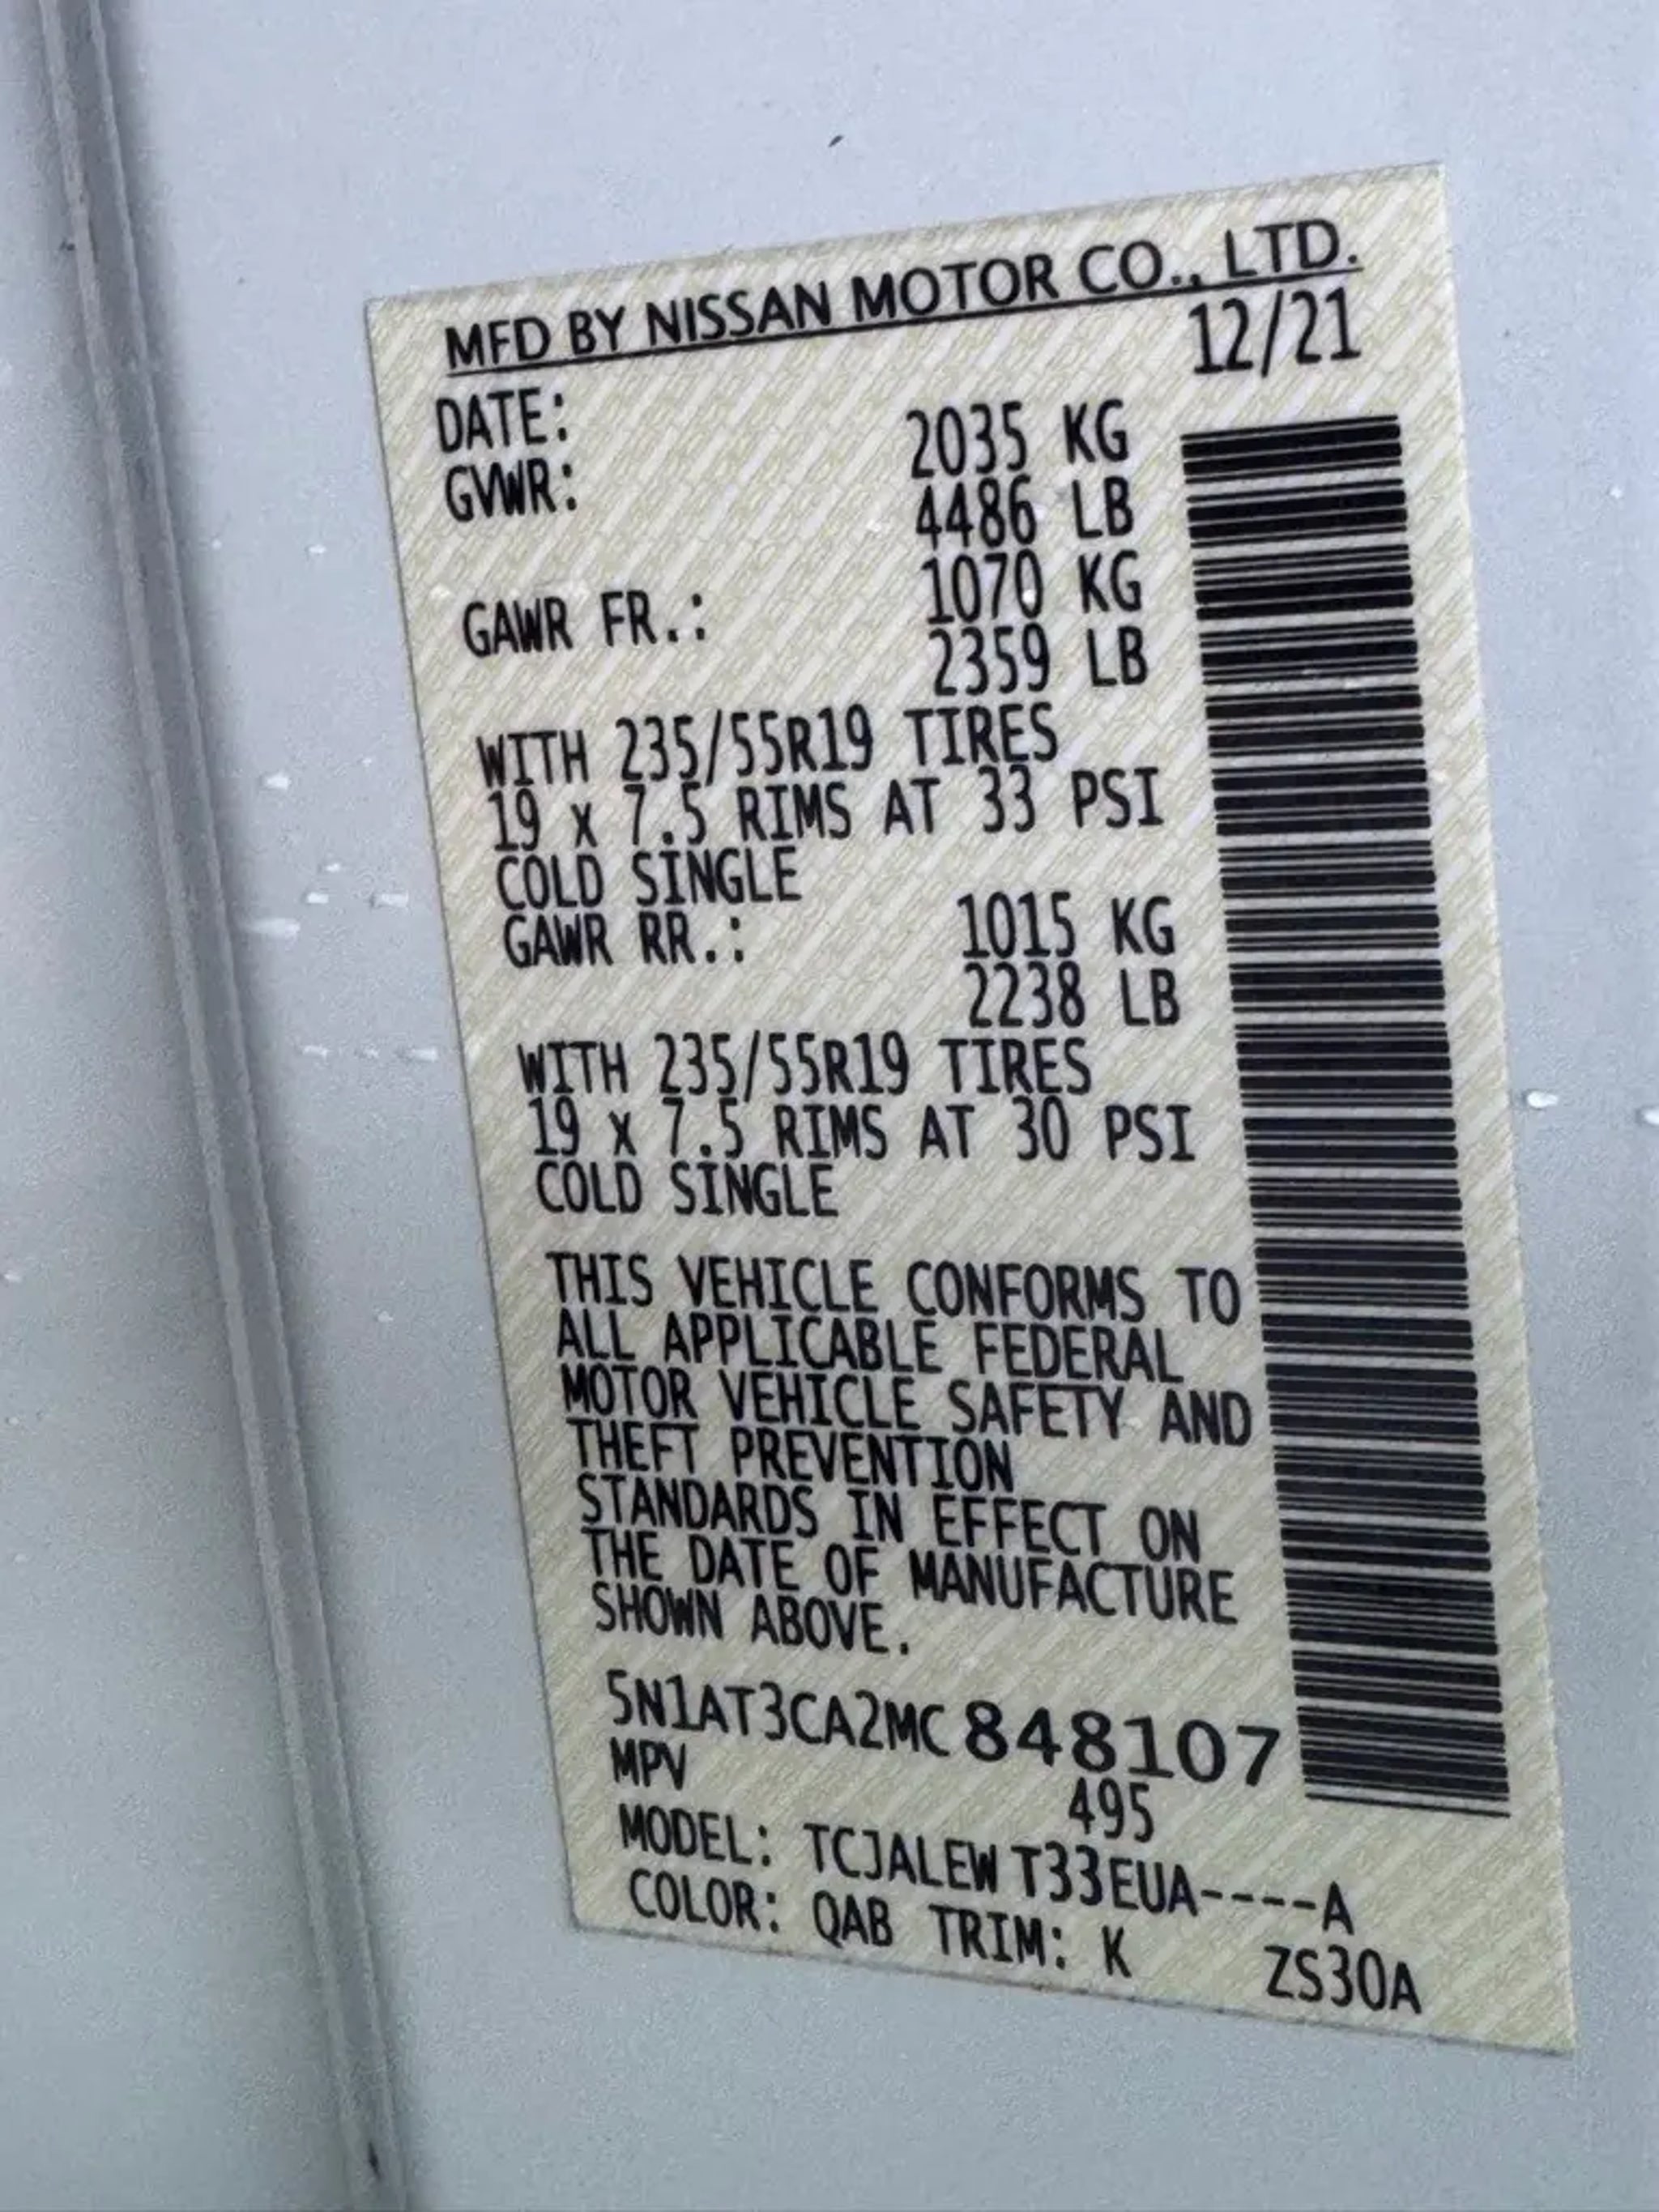 MFD BY NISSAN MOTOR CO., LTD.
DATE: 12/21
GVWR: 2035 KG
4486 LB
GAWR FR.: 1070 KG
2359 LB
WITH 235/55R19 TIRES
19 x 7.5 RIMS AT 33 PSI
COLD SINGLE
GAWR RR.: 1015 KG
2238 LB
WITH 235/55R19 TIRES
19 x 7.5 RIMS AT 30 PSI
COLD SINGLE
THIS VEHICLE CONFORMS TO
ALL APPLICABLE FEDERAL
MOTOR VEHICLE SAFETY AND
THEFT PREVENTION
STANDARDS IN EFFECT ON
THE DATE OF MANUFACTURE
SHOWN ABOVE.
5N1AT3CA2MC848107
MPV 495
MODEL: TCJALEW T33EUA----A
COLOR: QAB TRIM: K ZS30A